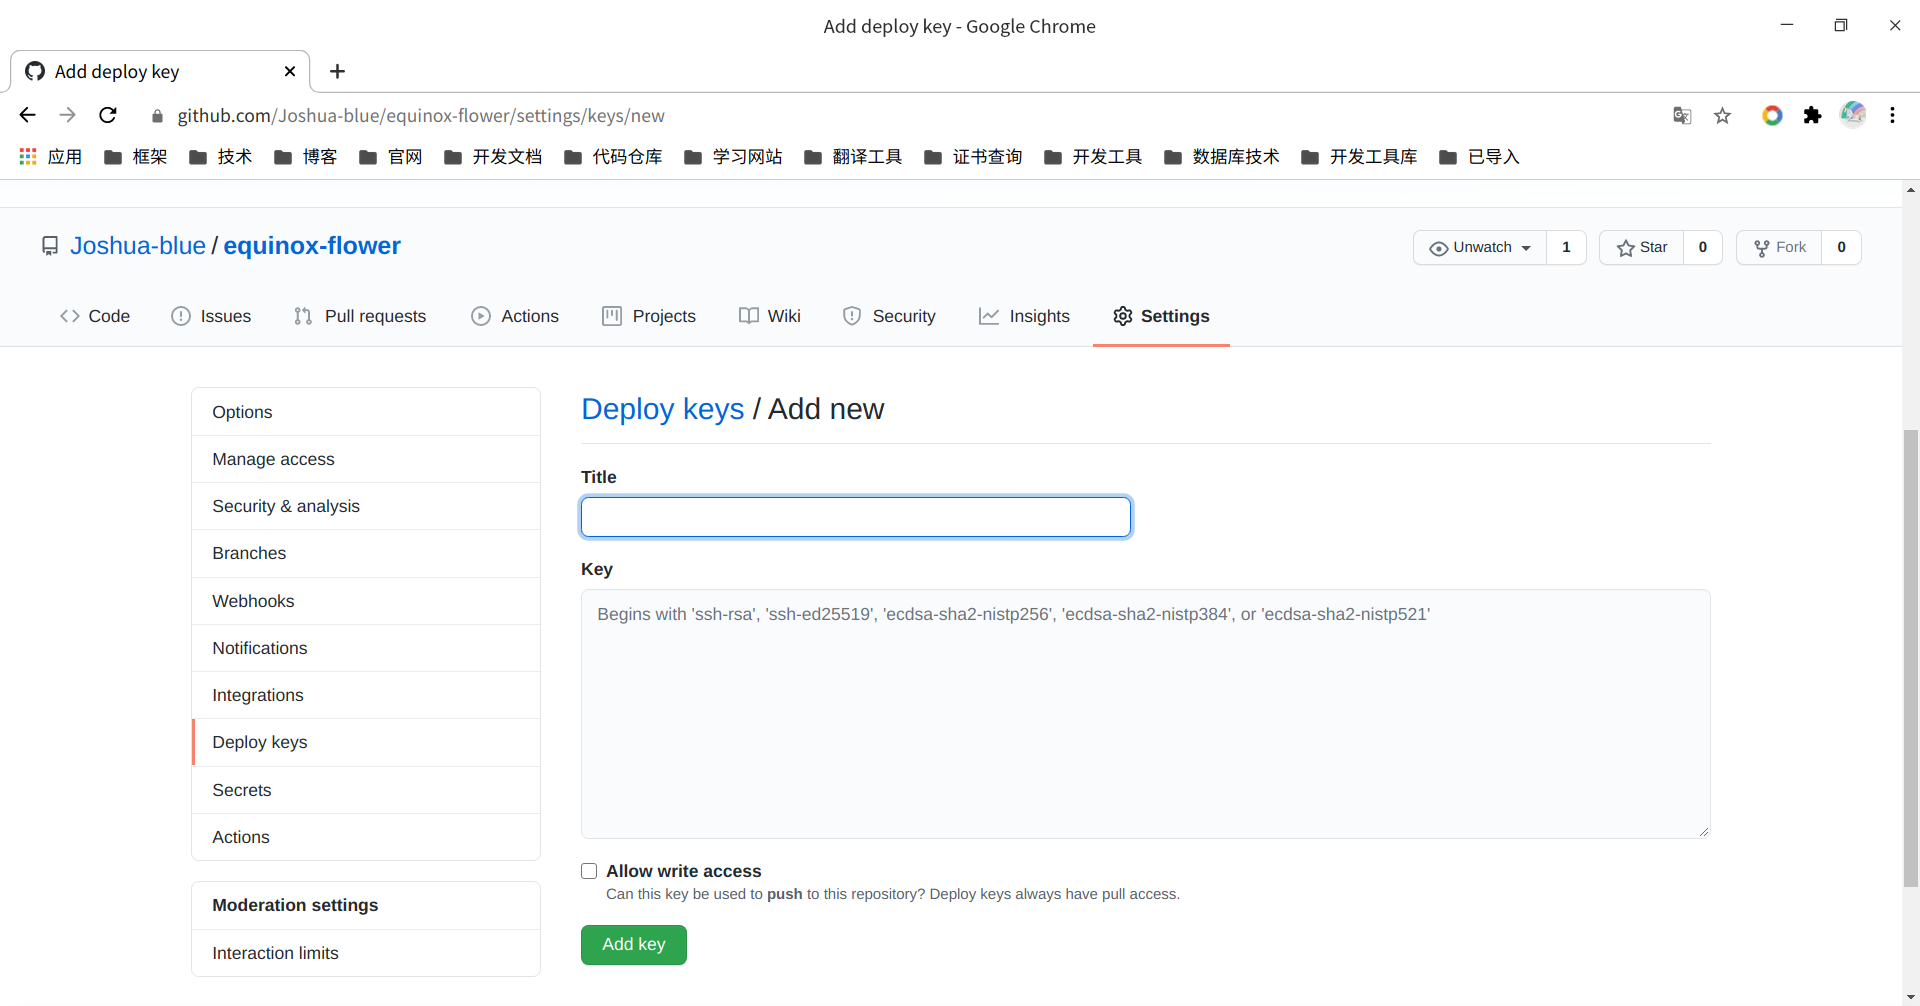 Add deploy key - Google Chrome
Add deploy key
github.com/Joshua-blue/equinox-flower/settings/keys/new
应用 框架 技术 博客 官网 开发文档 代码仓库 学习网站 翻译工具 证书查询 开发工具 数据库技术 开发工具库 已导入
Joshua-blue / equinox-flower
Unwatch 1 Star 0 Fork 0
Code Issues Pull requests Actions Projects Wiki Security Insights Settings
Options
Manage access
Security & analysis
Branches
Webhooks
Notifications
Integrations
Deploy keys
Secrets
Actions
Moderation settings
Interaction limits
Deploy keys / Add new
Title
Key
Begins with 'ssh-rsa', 'ssh-ed25519', 'ecdsa-sha2-nistp256', 'ecdsa-sha2-nistp384', or 'ecdsa-sha2-nistp521'
Allow write access
Can this key be used to push to this repository? Deploy keys always have pull access.
Add key